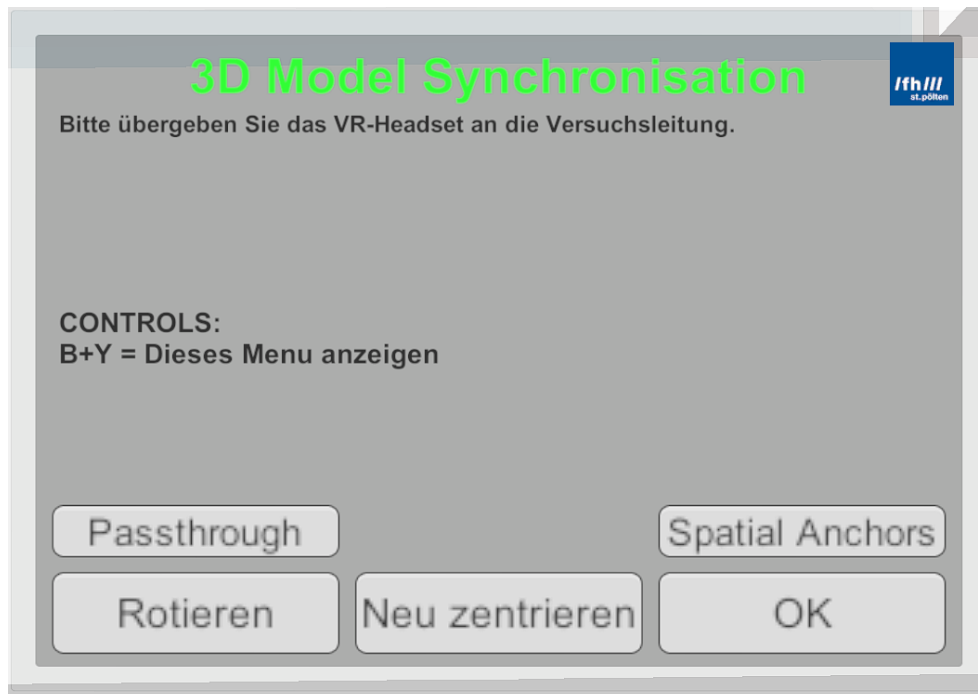 3D Model Synchronisation
/fh///
st.pölten
Bitte übergeben Sie das VR-Headset an die Versuchsleitung.
CONTROLS:
B+Y = Dieses Menu anzeigen
Passthrough
Spatial Anchors
Rotieren
Neu zentrieren
OK